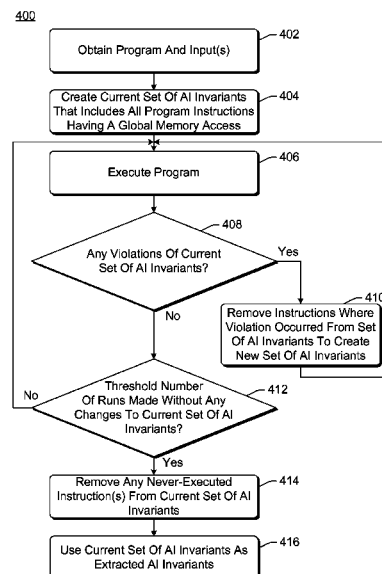 400
Obtain Program And Input(s)
402
Create Current Set Of AI Invariants
That Includes All Program Instructions
Having A Global Memory Access
404
406
Execute Program
408
Any Violations Of Current
Set Of AI Invariants?
Yes
No
410
Remove Instructions Where
Violation Occurred From Set
Of AI Invariants To Create
New Set Of AI Invariants
Threshold Number
Of Runs Made Without Any
Changes To Current Set Of AI
Invariants?
412
No
Yes
Remove Any Never-Executed
Instruction(s) From Current Set Of AI
Invariants
414
Use Current Set Of AI Invariants As
Extracted AI Invariants
416